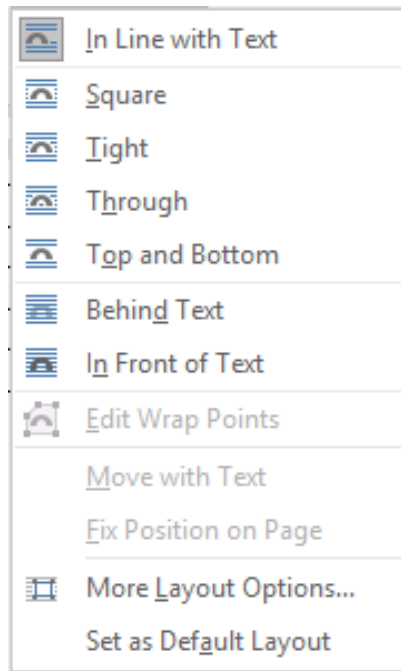 In Line with Text
Square
Tight
Through
Top and Bottom
Behind Text
In Front of Text
Edit Wrap Points
Move with Text
Fix Position on Page
More Layout Options...
Set as Default Layout